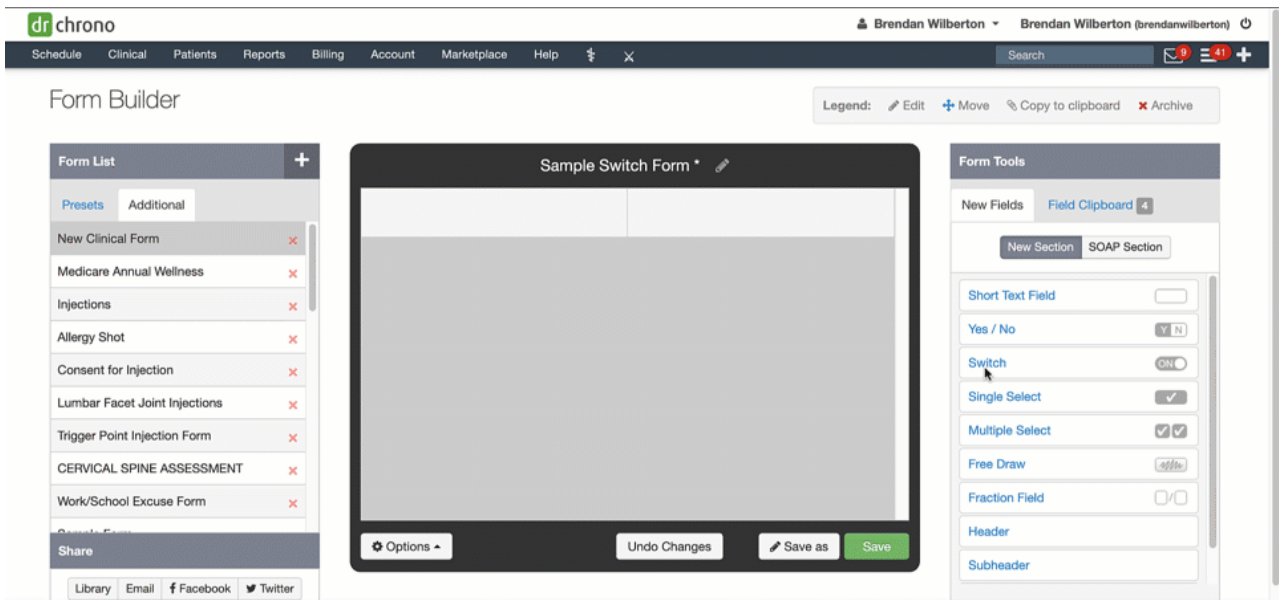 dr chrono
Brendan Wilberton Brendan Wilberton (brendanwilberton)
Schedule Clinical Patients Reports Billing Account Marketplace Help Search 9 41
Form Builder
Legend: Edit Move Copy to clipboard Archive
Form List
Presets Additional
New Clinical Form
Medicare Annual Wellness
Injections
Allergy Shot
Consent for Injection
Lumbar Facet Joint Injections
Trigger Point Injection Form
CERVICAL SPINE ASSESSMENT
Work/School Excuse Form
Sample Form
Share
Library Email Facebook Twitter
Sample Switch Form *
Options Undo Changes Save as Save
Form Tools
New Fields Field Clipboard 4
New Section SOAP Section
Short Text Field
Yes / No Y N
Switch ON
Single Select
Multiple Select
Free Draw
Fraction Field
Header
Subheader